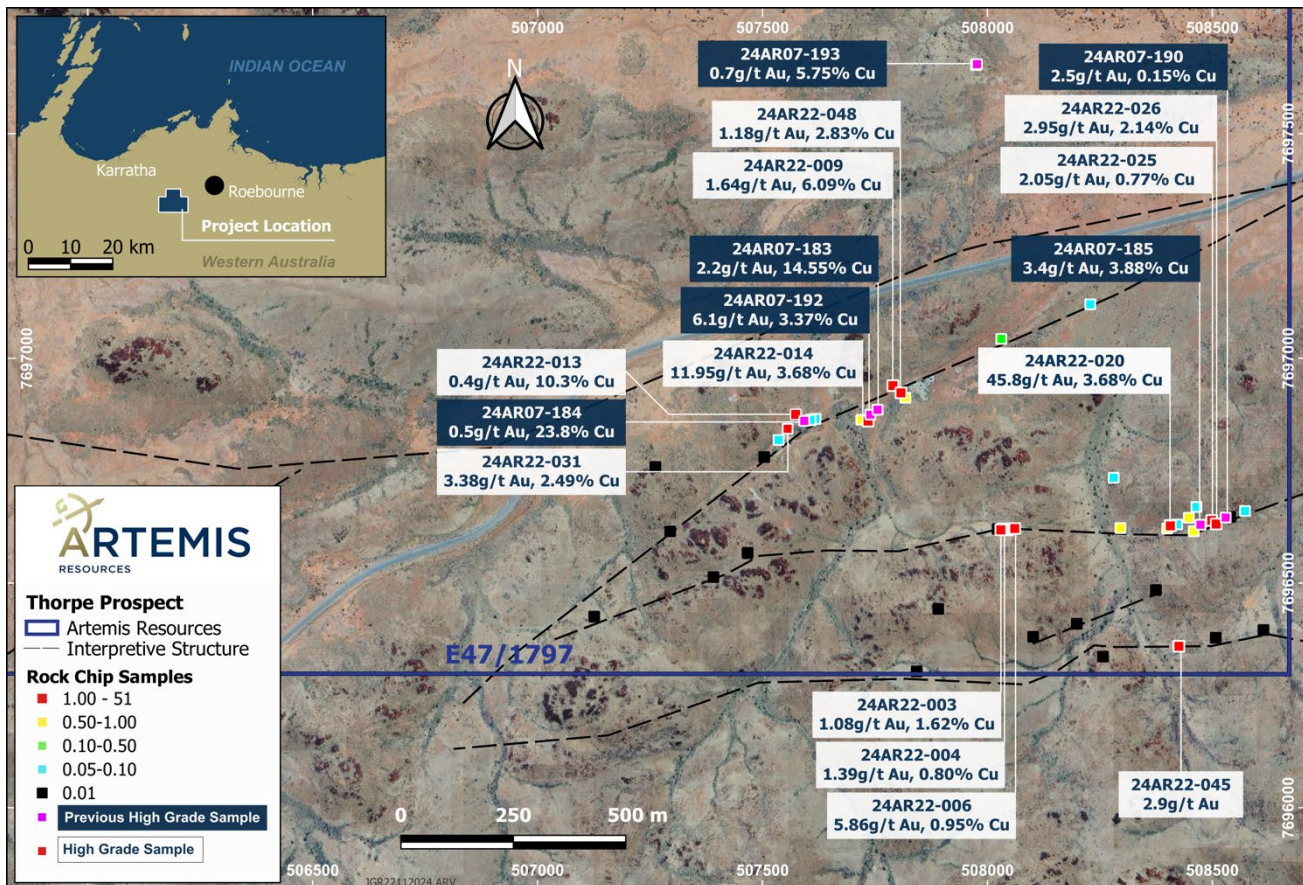 507000
507500
508000
508500
INDIAN OCEAN
Karratha
Roebourne
Project Location
0 10 20 km
Western Australia
N
24AR07-193
0.7g/t Au, 5.75% Cu
24AR22-048
1.18g/t Au, 2.83% Cu
24AR22-009
1.64g/t Au, 6.09% Cu
24AR07-190
2.5g/t Au, 0.15% Cu
24AR22-026
2.95g/t Au, 2.14% Cu
24AR22-025
2.05g/t Au, 0.77% Cu
7697500
24AR07-183
2.2g/t Au, 14.55% Cu
24AR07-192
6.1g/t Au, 3.37% Cu
24AR22-014
11.95g/t Au, 3.68% Cu
24AR07-185
3.4g/t Au, 3.88% Cu
24AR22-020
45.8g/t Au, 3.68% Cu
7697000
7697000
24AR22-013
0.4g/t Au, 10.3% Cu
24AR07-184
0.5g/t Au, 23.8% Cu
24AR22-031
3.38g/t Au, 2.49% Cu
7696500
E47/1797
ARTEMIS
RESOURCES
Thorpe Prospect
Artemis Resources
Interpretive Structure
Rock Chip Samples
1.00 - 51
0.50-1.00
0.10-0.50
0.05-0.10
0.01
Previous High Grade Sample
High Grade Sample
24AR22-003
1.08g/t Au, 1.62% Cu
24AR22-004
1.39g/t Au, 0.80% Cu
24AR22-006
5.86g/t Au, 0.95% Cu
24AR22-045
2.9g/t Au
7696000
0 250 500 m
506500
507000
507500
508000
508500
JGR22112024_ARV